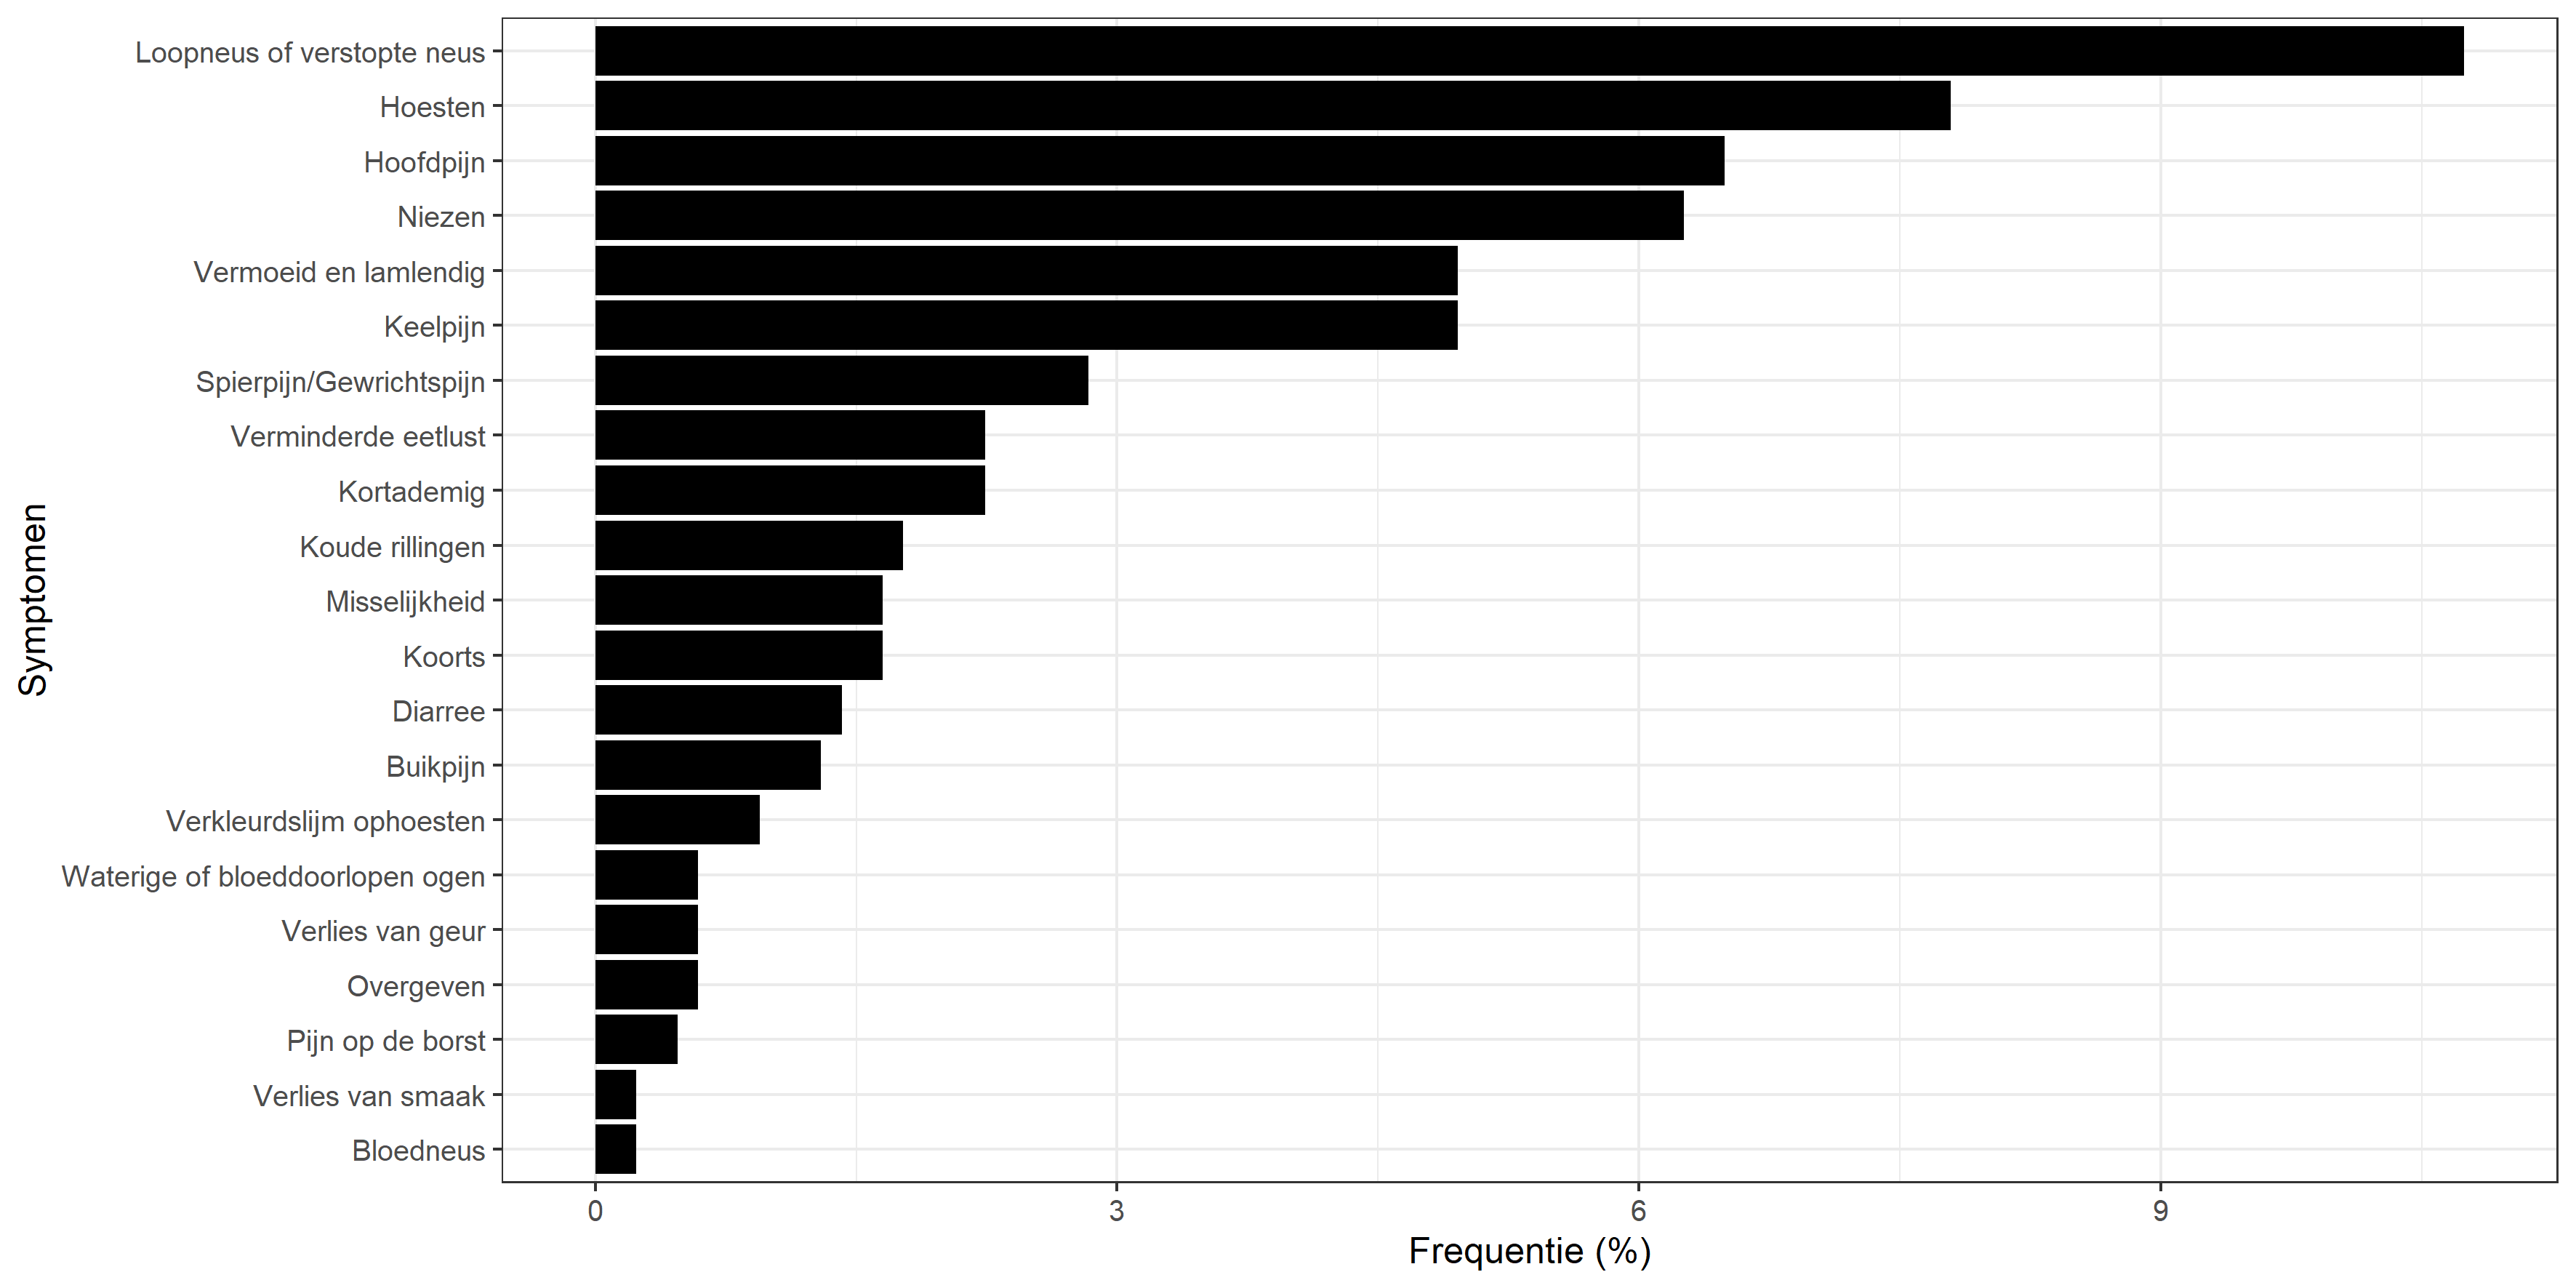 Loopneus of verstopte neus
Hoesten
Hoofdpijn
Niezen
Vermoeid en lamlendig
Keelpijn
Spierpijn/Gewrichtspijn
Verminderde eetlust
Kortademig
Koude rillingen
Misselijkheid
Koorts
Diarree
Buikpijn
Verkleurdslijm ophoesten
Waterige of bloeddoorlopen ogen
Verlies van geur
Overgeven
Pijn op de borst
Verlies van smaak
Bloedneus
Symptomen
0 3 6 9
Frequentie (%)